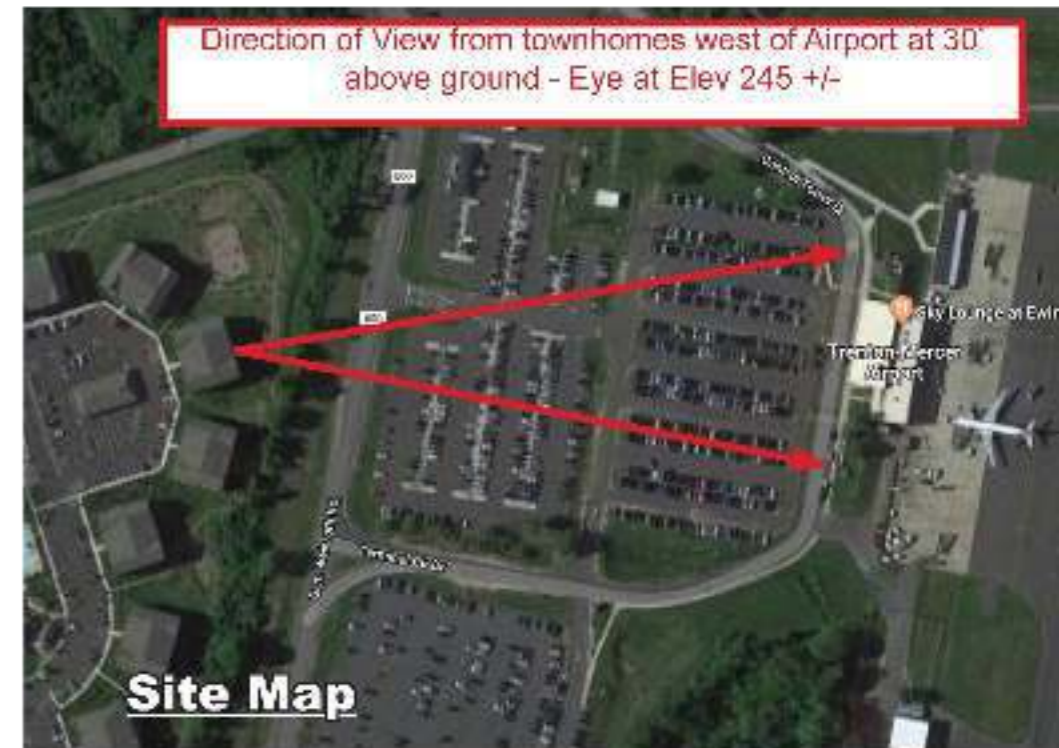 Direction of View from townhomes west of Airport at 30'
above ground - Eye at Elev 245 +/-
Sky Lounge at Ewin
Trenton-Mercer
Airport
Site Map